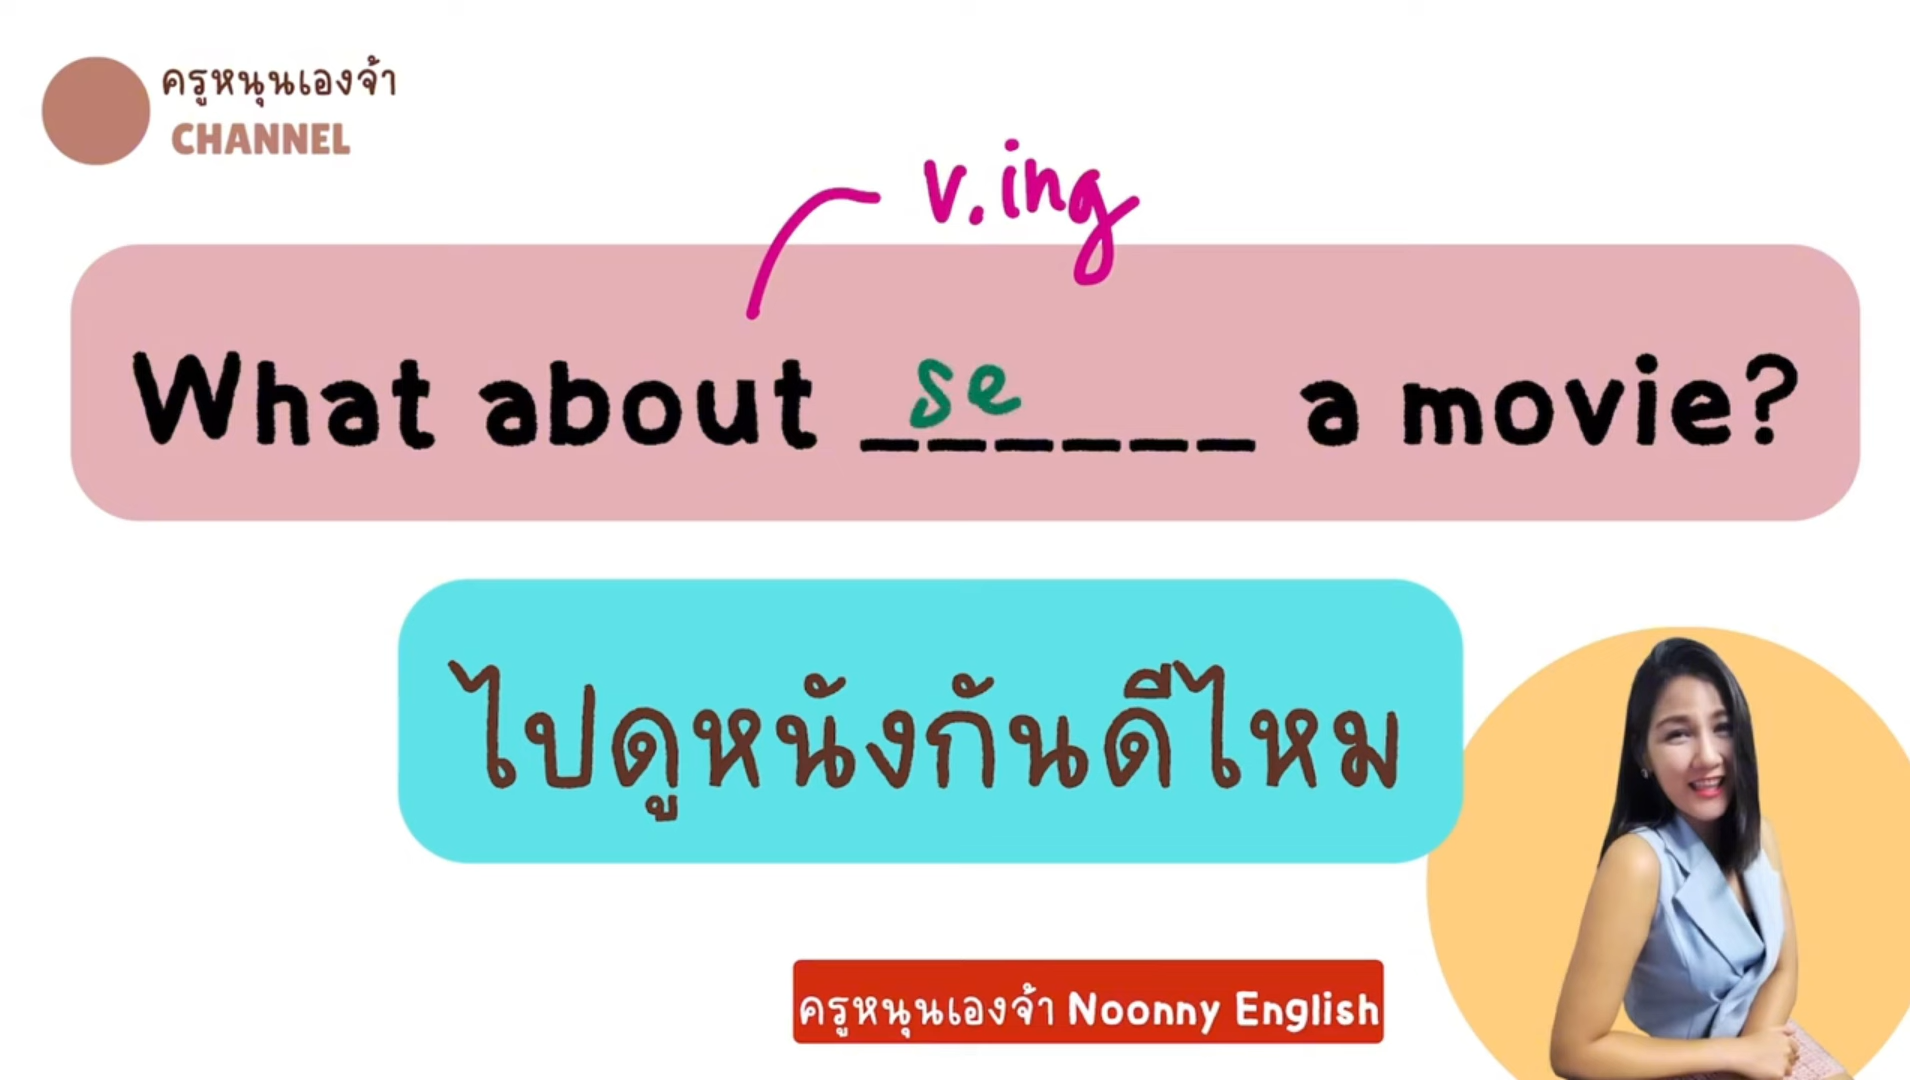 ครูหนุนเองจ้า
CHANNEL
v.ing
What about se______ a movie?
ไปดูหนังกันดีไหม
ครูหนุนเองจ้า Noonny English